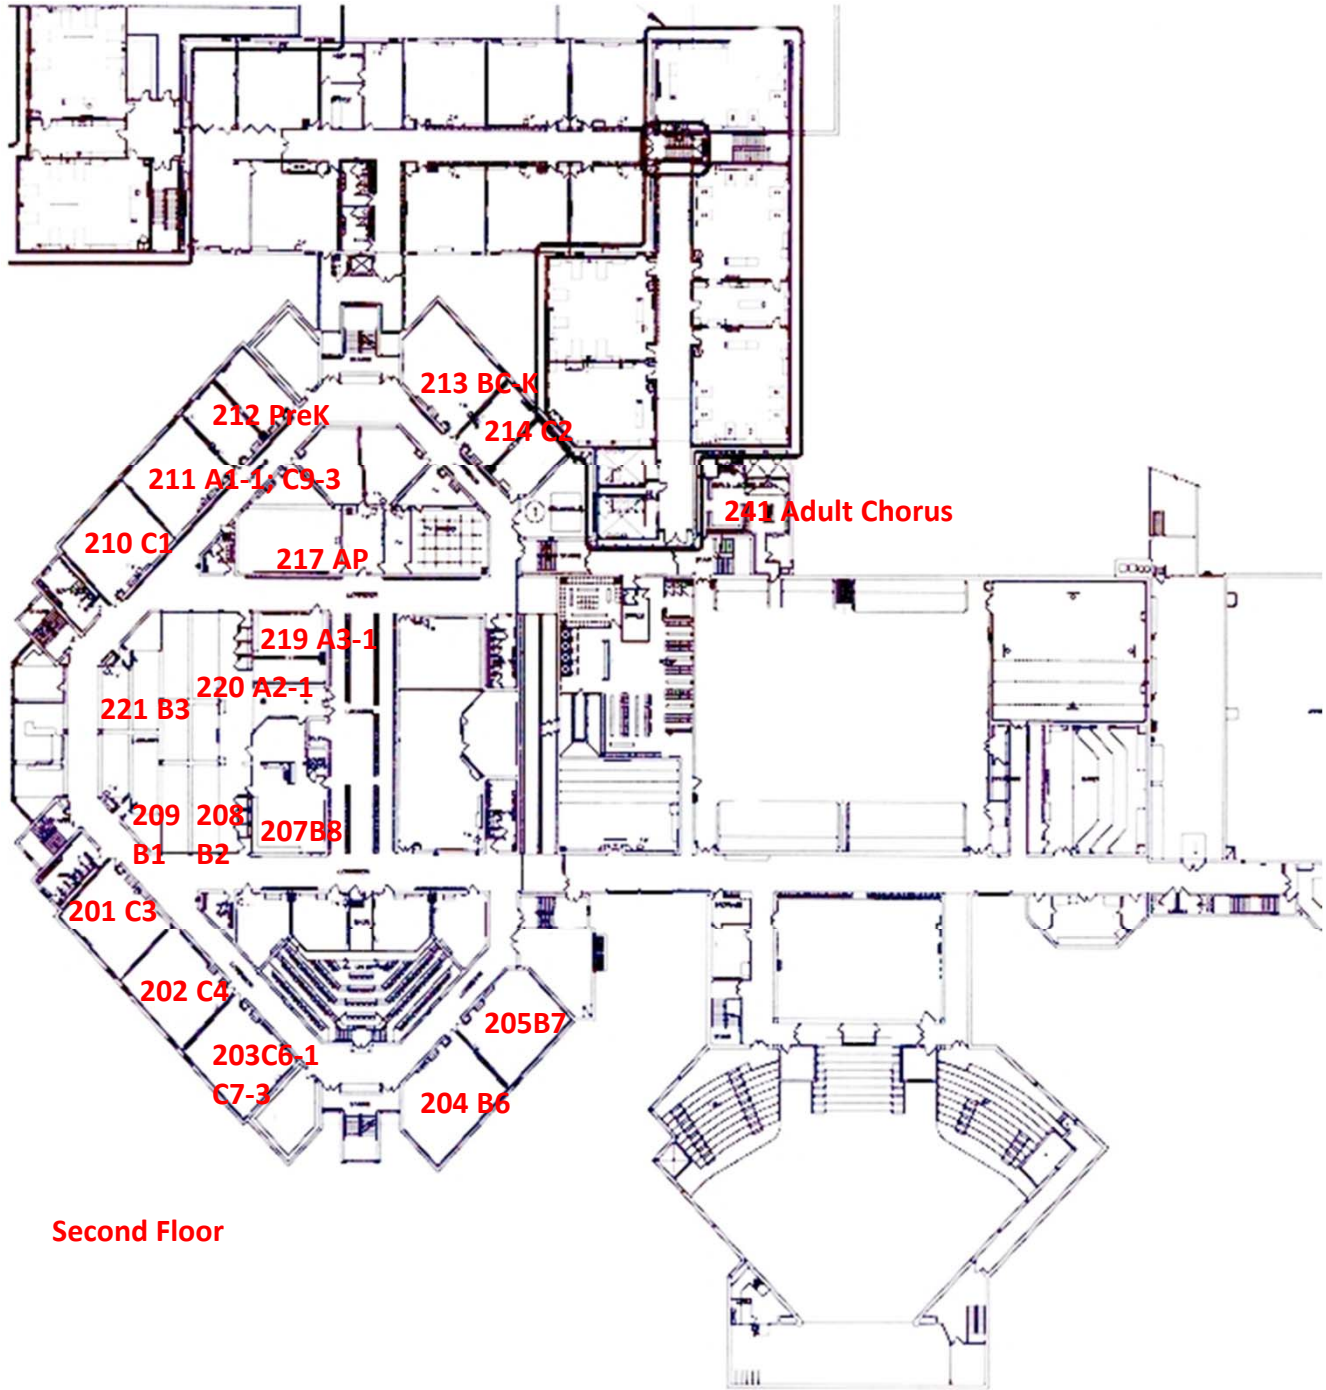 213 BC-K
212 PreK
214 C2
211 A1-1, C9-3
241 Adult Chorus
210 C1
217 AP
219 A3-1
220 A2-1
221 B3
209
B1
208
B2
207B8
201 C3
202 C4
205B7
203C6-1
C7-3
204 B6
Second Floor